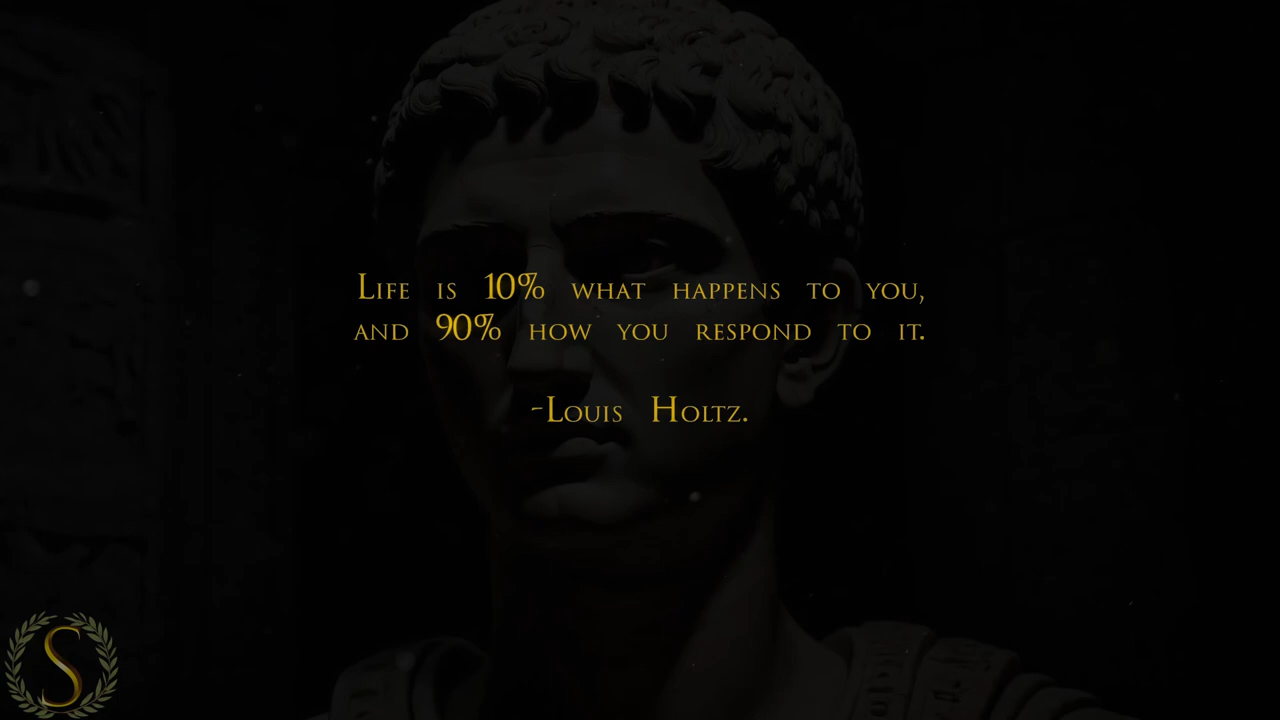 Life is 10% what happens to you,
and 90% how you respond to it.
-Louis Holtz.
S